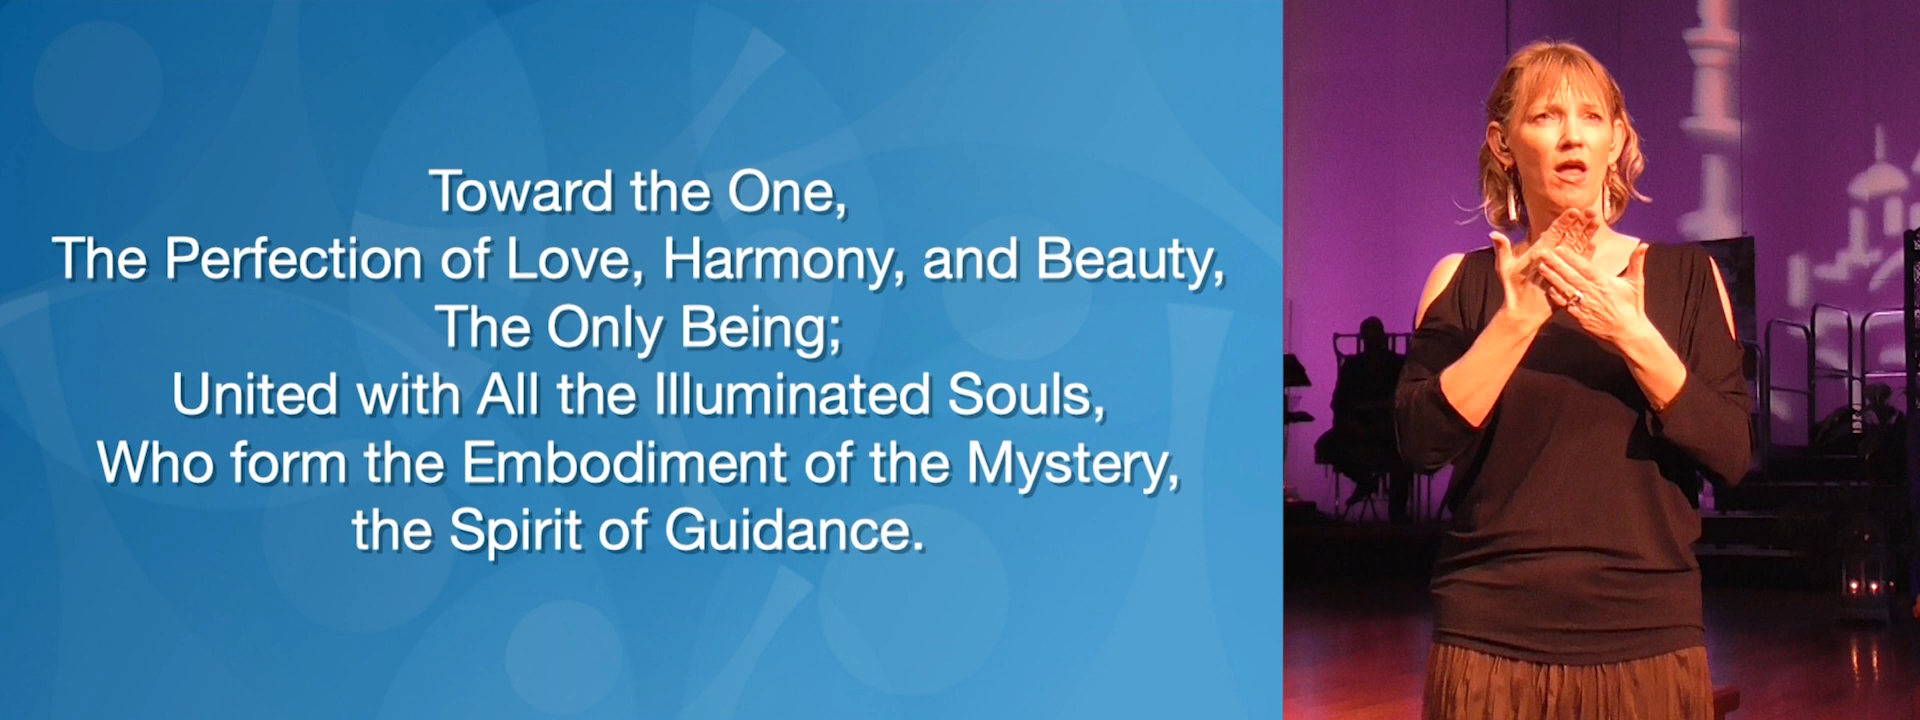 Toward the One,
The Perfection of Love, Harmony, and Beauty,
The Only Being;
United with All the Illuminated Souls,
Who form the Embodiment of the Mystery,
the Spirit of Guidance.